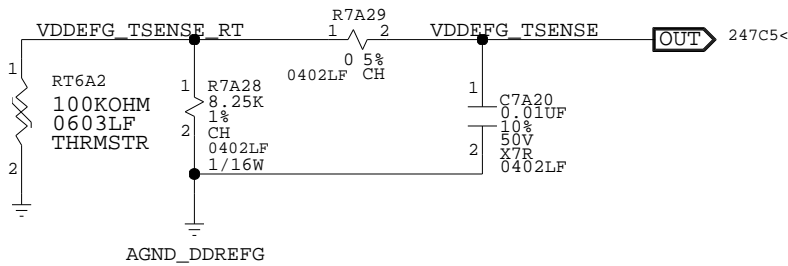 R7A29
VDDEFG_TSENSE_RT
1 2
VDDEFG_TSENSE
OUT
247C5<
0 5%
0402LF CH
1
RT6A2
100KOHM
0603LF
THRMSTR
2
1
R7A28
8.25K
1%
2
CH
0402LF
1/16W
1
C7A20
0.01UF
10%
50V
2
X7R
0402LF
AGND_DDREFG